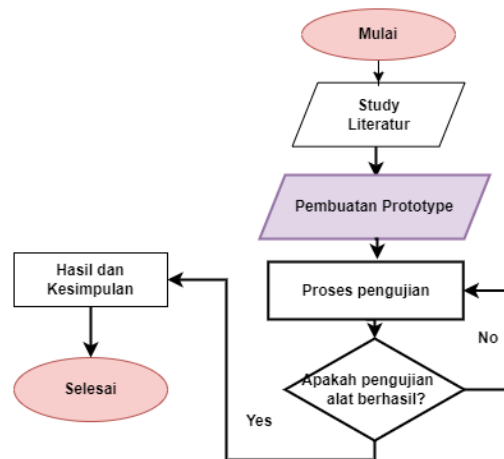 Mulai
Study
Literatur
Pembuatan Prototype
Proses pengujian
Hasil dan
Kesimpulan
Selesai
Apakah pengujian
alat berhasil?
No
Yes